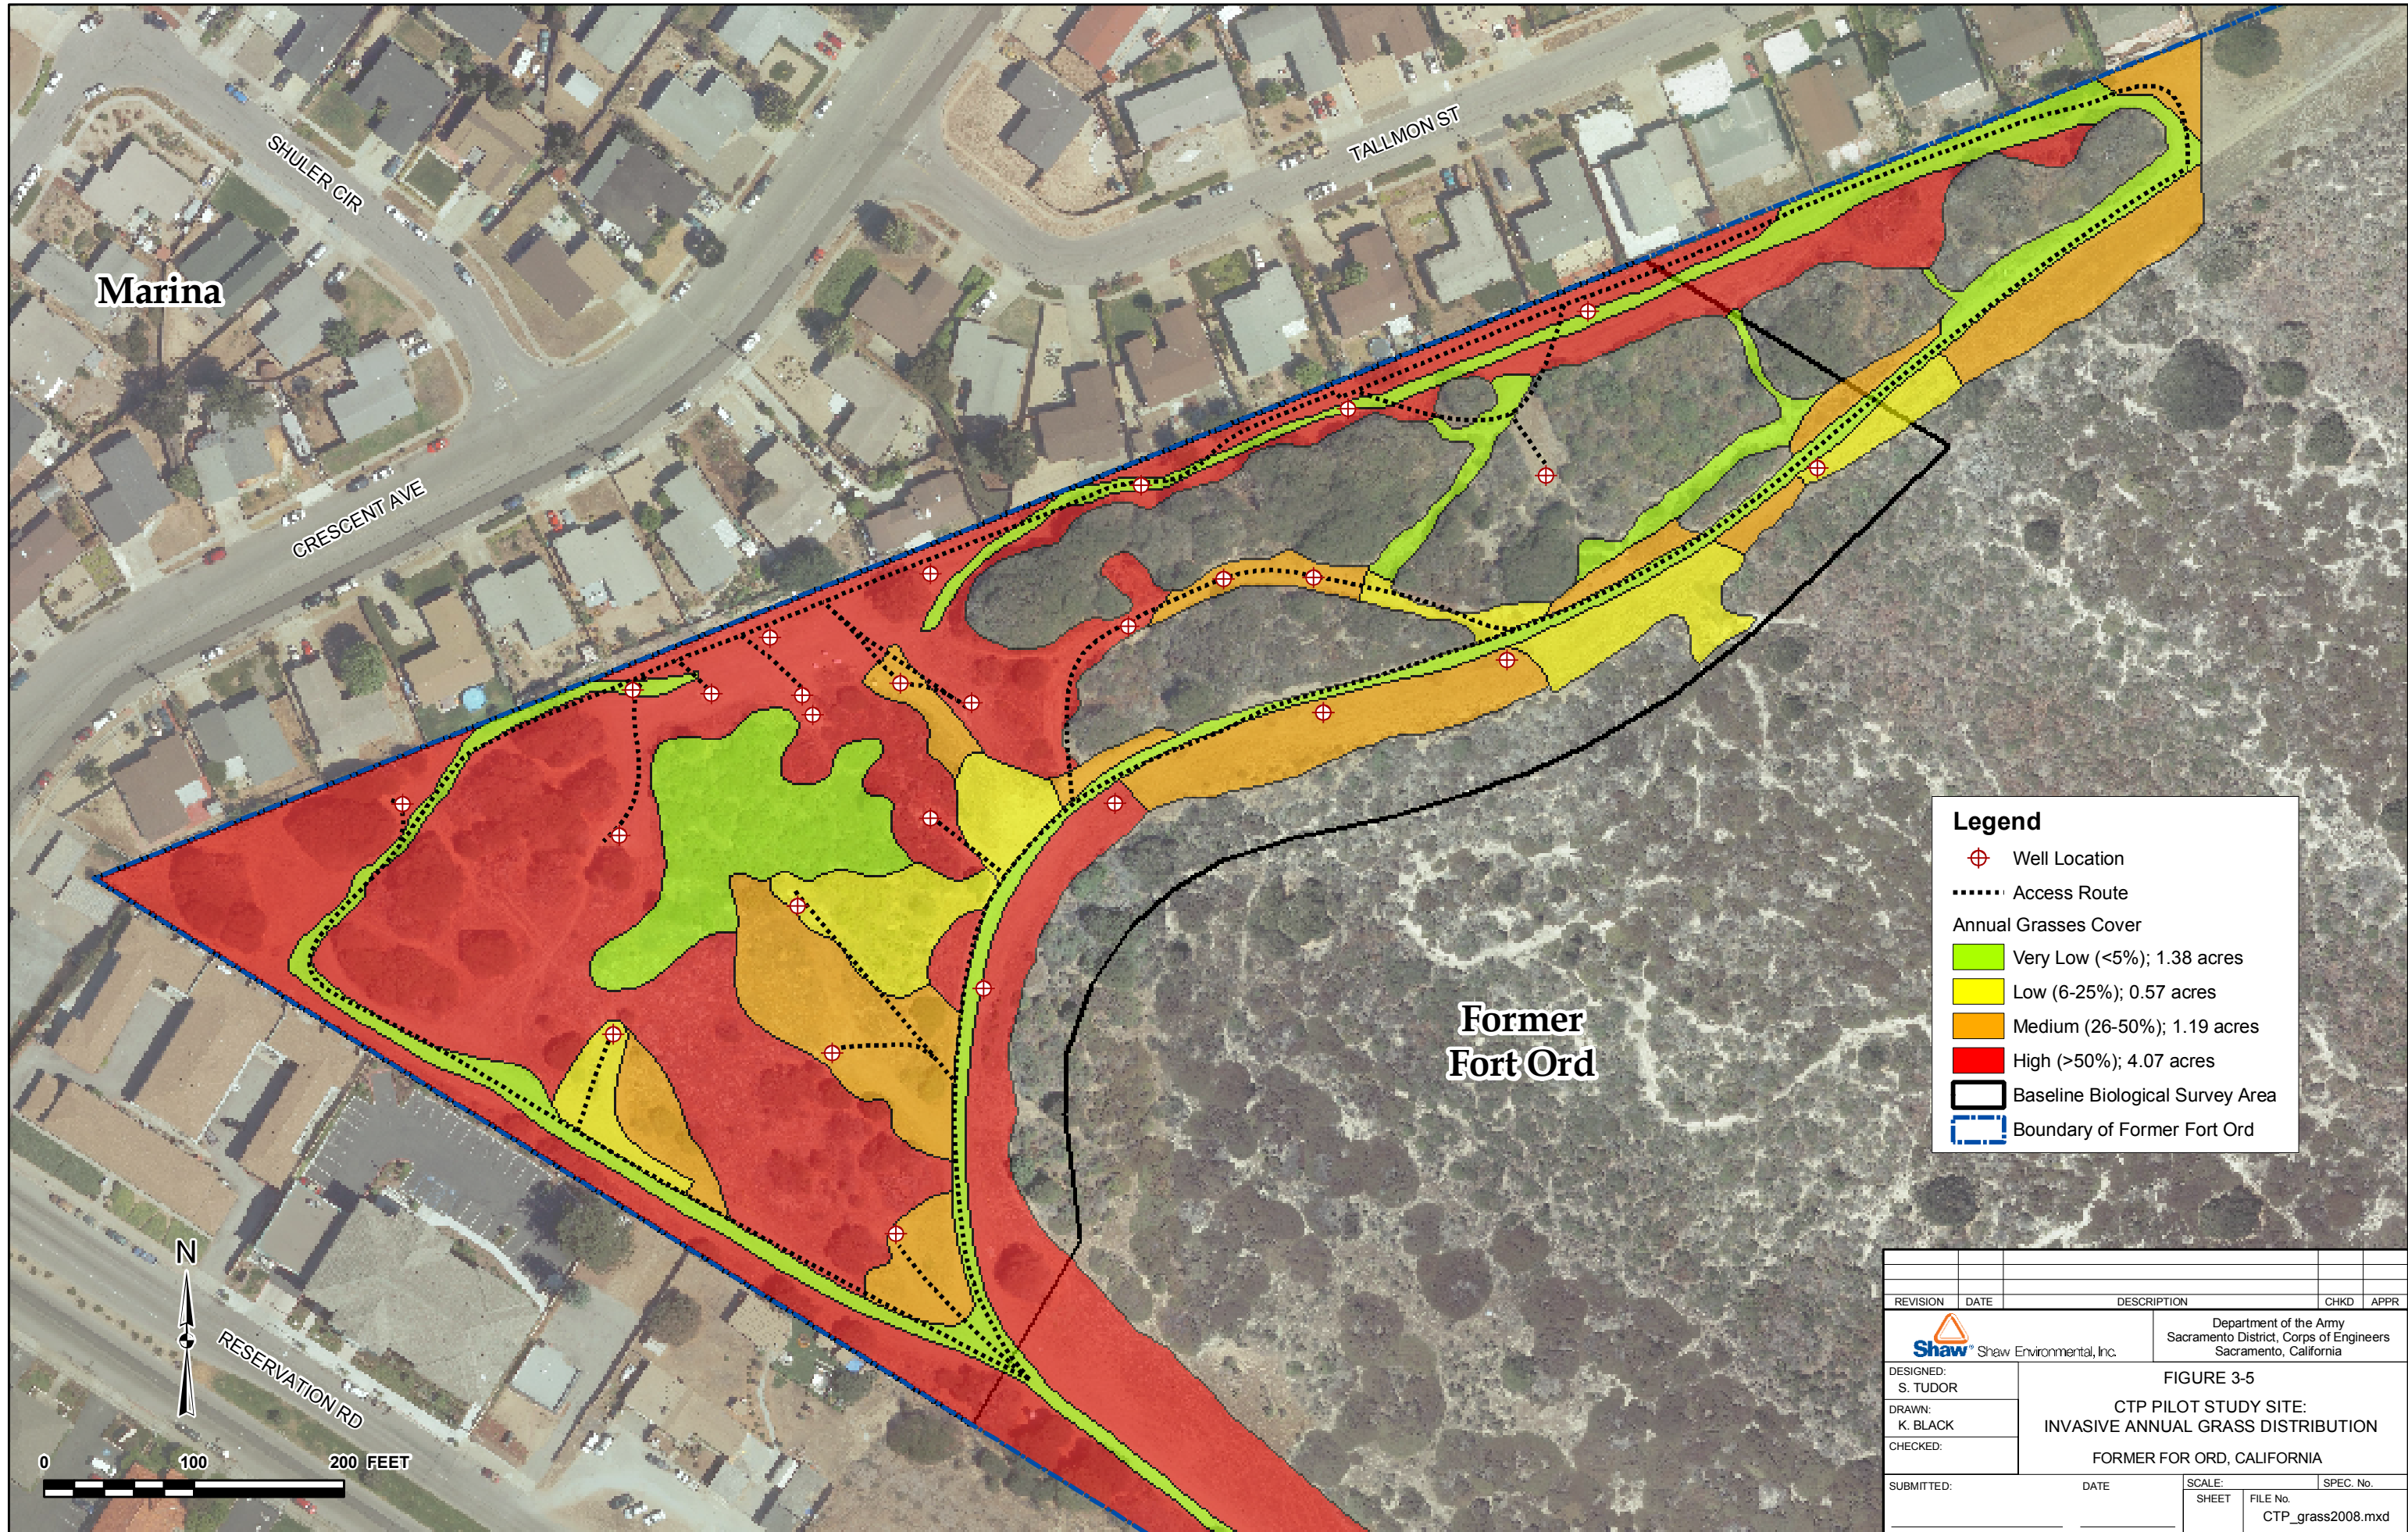 Marina
SHULER CIR
TALLMON ST
CRESCENT AVE
Former
Fort Ord
RESERVATION RD
N
0 100 200 FEET
Legend
Well Location
Access Route
Annual Grasses Cover
Very Low (<5%); 1.38 acres
Low (6-25%); 0.57 acres
Medium (26-50%); 1.19 acres
High (>50%); 4.07 acres
Baseline Biological Survey Area
Boundary of Former Fort Ord
REVISION DATE DESCRIPTION CHKD APPR
Shaw® Shaw Environmental, Inc.
Department of the Army
Sacramento District, Corps of Engineers
Sacramento, California
DESIGNED:
S. TUDOR
DRAWN:
K. BLACK
CHECKED:
FIGURE 3-5
CTP PILOT STUDY SITE:
INVASIVE ANNUAL GRASS DISTRIBUTION
FORMER FOR ORD, CALIFORNIA
SUBMITTED: DATE
SCALE: SPEC. No.
SHEET FILE No.
CTP_grass2008.mxd